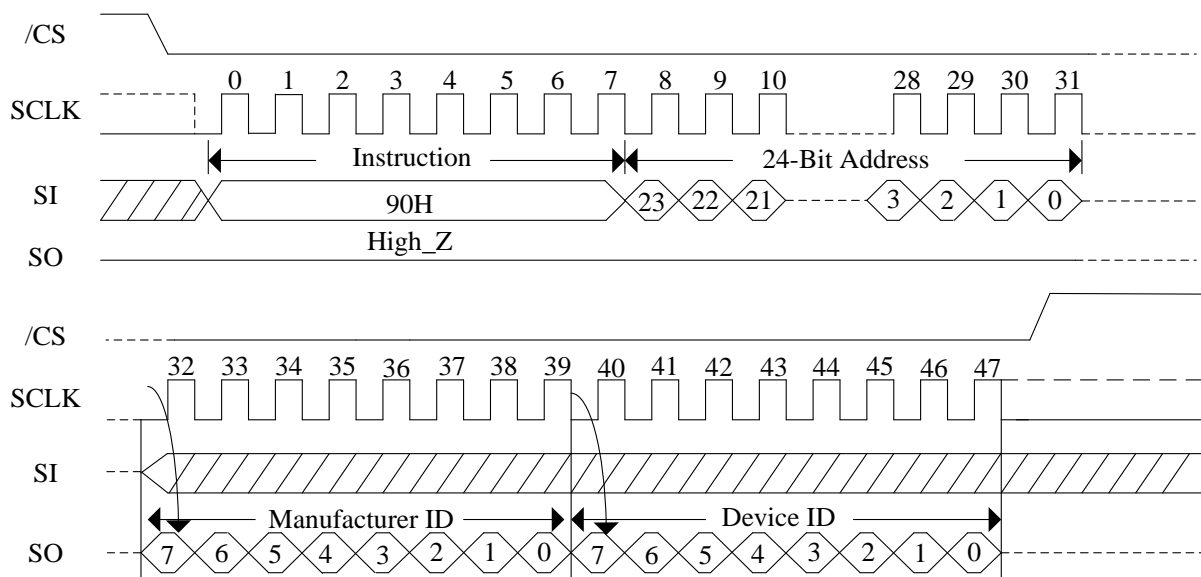 /CS
0 1 2 3 4 5 6 7 8 9 10 28 29 30 31
SCLK
Instruction 24-Bit Address
SI 90H 23 22 21 3 2 1 0
High_Z
SO
/CS
32 33 34 35 36 37 38 39 40 41 42 43 44 45 46 47
SCLK
SI
Manufacturer ID Device ID
SO 7 6 5 4 3 2 1 0 7 6 5 4 3 2 1 0